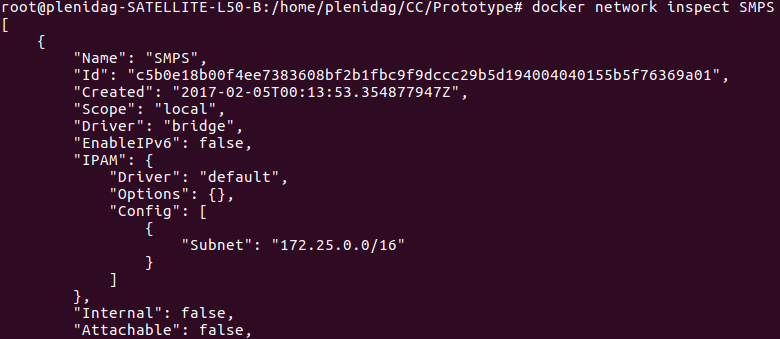 root@plenidag-SATELLITE-L50-B:/home/plenidag/CC/Prototype# docker network inspect SMPS
[
    {
        "Name": "SMPS",
        "Id": "c5b0e18b00f4ee7383608bf2b1fbc9f9dccc29b5d194004040155b5f76369a01",
        "Created": "2017-02-05T00:13:53.354877947Z",
        "Scope": "local",
        "Driver": "bridge",
        "EnableIPv6": false,
        "IPAM": {
            "Driver": "default",
            "Options": {},
            "Config": [
                {
                    "Subnet": "172.25.0.0/16"
                }
            ]
        },
        "Internal": false,
        "Attachable": false,